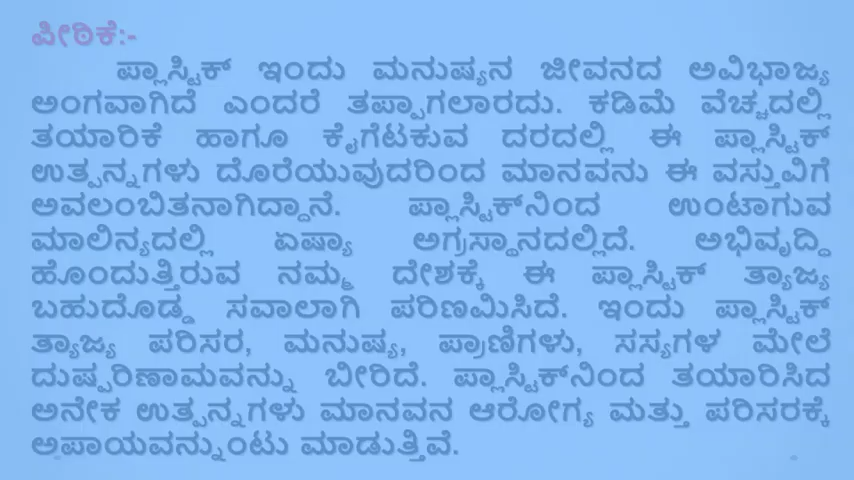 ಪೀಠಿಕೆ:-
ಪ್ಲಾಸ್ಟಿಕ್ ಇಂದು ಮನುಷ್ಯನ ಜೀವನದ ಅವಿಭಾಜ್ಯ
ಅಂಗವಾಗಿದೆ ಎಂದರೆ ತಪ್ಪಾಗಲಾರದು. ಕಡಿಮೆ ವೆಚ್ಚದಲ್ಲಿ
ತಯಾರಿಕೆ ಹಾಗೂ ಕೈಗೆಟಕುವ ದರದಲ್ಲಿ ಈ ಪ್ಲಾಸ್ಟಿಕ್
ಉತ್ಪನ್ನಗಳು ದೊರೆಯುವುದರಿಂದ ಮಾನವನು ಈ ವಸ್ತುವಿಗೆ
ಅವಲಂಬಿತನಾಗಿದ್ದಾನೆ. ಪ್ಲಾಸ್ಟಿಕ್‌ನಿಂದ ಉಂಟಾಗುವ
ಮಾಲಿನ್ಯದಲ್ಲಿ ಏಷ್ಯಾ ಅಗ್ರಸ್ಥಾನದಲ್ಲಿದೆ. ಅಭಿವೃದ್ದಿ
ಹೊಂದುತ್ತಿರುವ ನಮ್ಮ ದೇಶಕ್ಕೆ ಈ ಪ್ಲಾಸ್ಟಿಕ್ ತ್ಯಾಜ್ಯ
ಬಹುದೊಡ್ಡ ಸವಾಲಾಗಿ ಪರಿಣಮಿಸಿದೆ. ಇಂದು ಪ್ಲಾಸ್ಟಿಕ್
ತ್ಯಾಜ್ಯ ಪರಿಸರ, ಮನುಷ್ಯ, ಪ್ರಾಣಿಗಳು, ಸಸ್ಯಗಳ ಮೇಲೆ
ದುಷ್ಪರಿಣಾಮವನ್ನು ಬೀರಿದೆ. ಪ್ಲಾಸ್ಟಿಕ್‌ನಿಂದ ತಯಾರಿಸಿದ
ಅನೇಕ ಉತ್ಪನ್ನಗಳು ಮಾನವನ ಆರೋಗ್ಯ ಮತ್ತು ಪರಿಸರಕ್ಕೆ
ಅಪಾಯವನ್ನುಂಟು ಮಾಡುತ್ತಿವೆ.